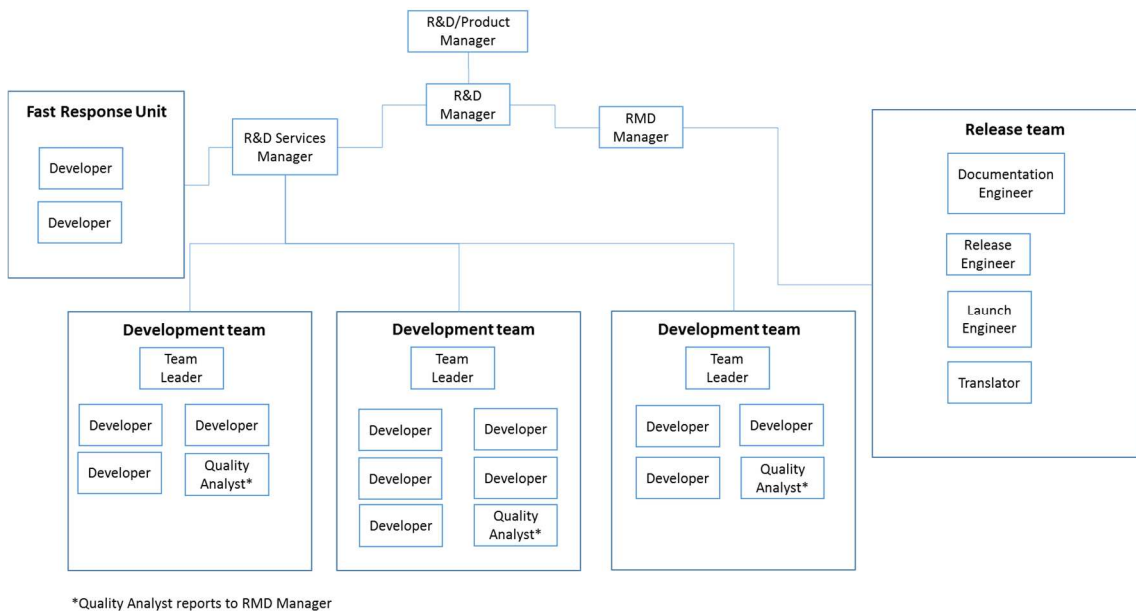 R&D/Product
Manager
R&D
Manager
RMD
Manager
R&D Services
Manager
Fast Response Unit
Developer
Developer
Release team
Documentation
Engineer
Release
Engineer
Launch
Engineer
Translator
Development team
Team
Leader
Developer
Developer
Developer
Quality
Analyst*
Development team
Team
Leader
Developer
Developer
Developer
Developer
Developer
Quality
Analyst*
Development team
Team
Leader
Developer
Developer
Developer
Quality
Analyst*
*Quality Analyst reports to RMD Manager